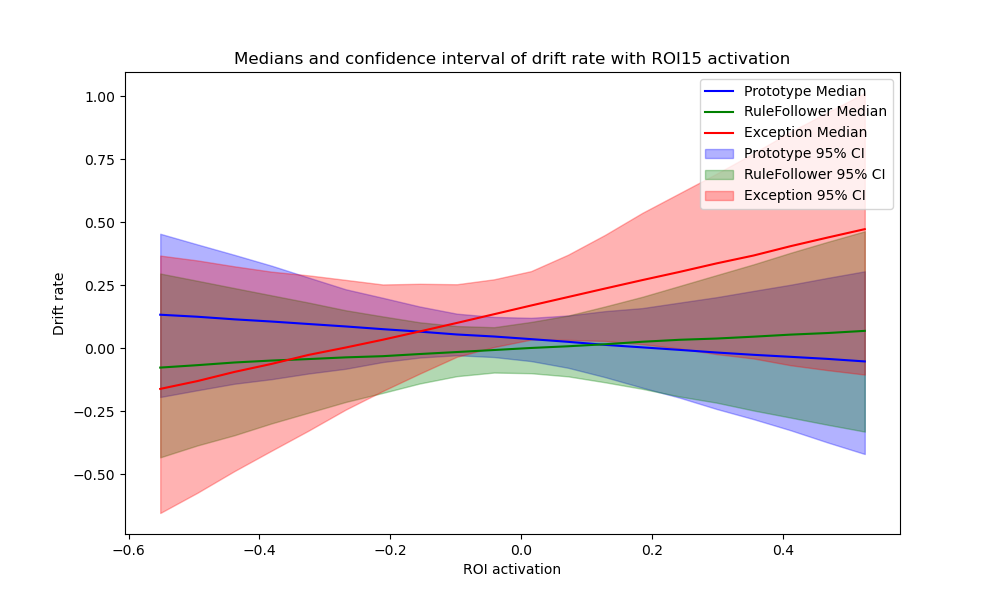 Medians and confidence interval of drift rate with ROI15 activation
Prototype Median
RuleFollower Median
Exception Median
Prototype 95% CI
RuleFollower 95% CI
Exception 95% CI
Drift rate
1.00
0.75
0.50
0.25
0.00
−0.25
−0.50
−0.6
−0.4
−0.2
0.0
0.2
0.4
ROI activation